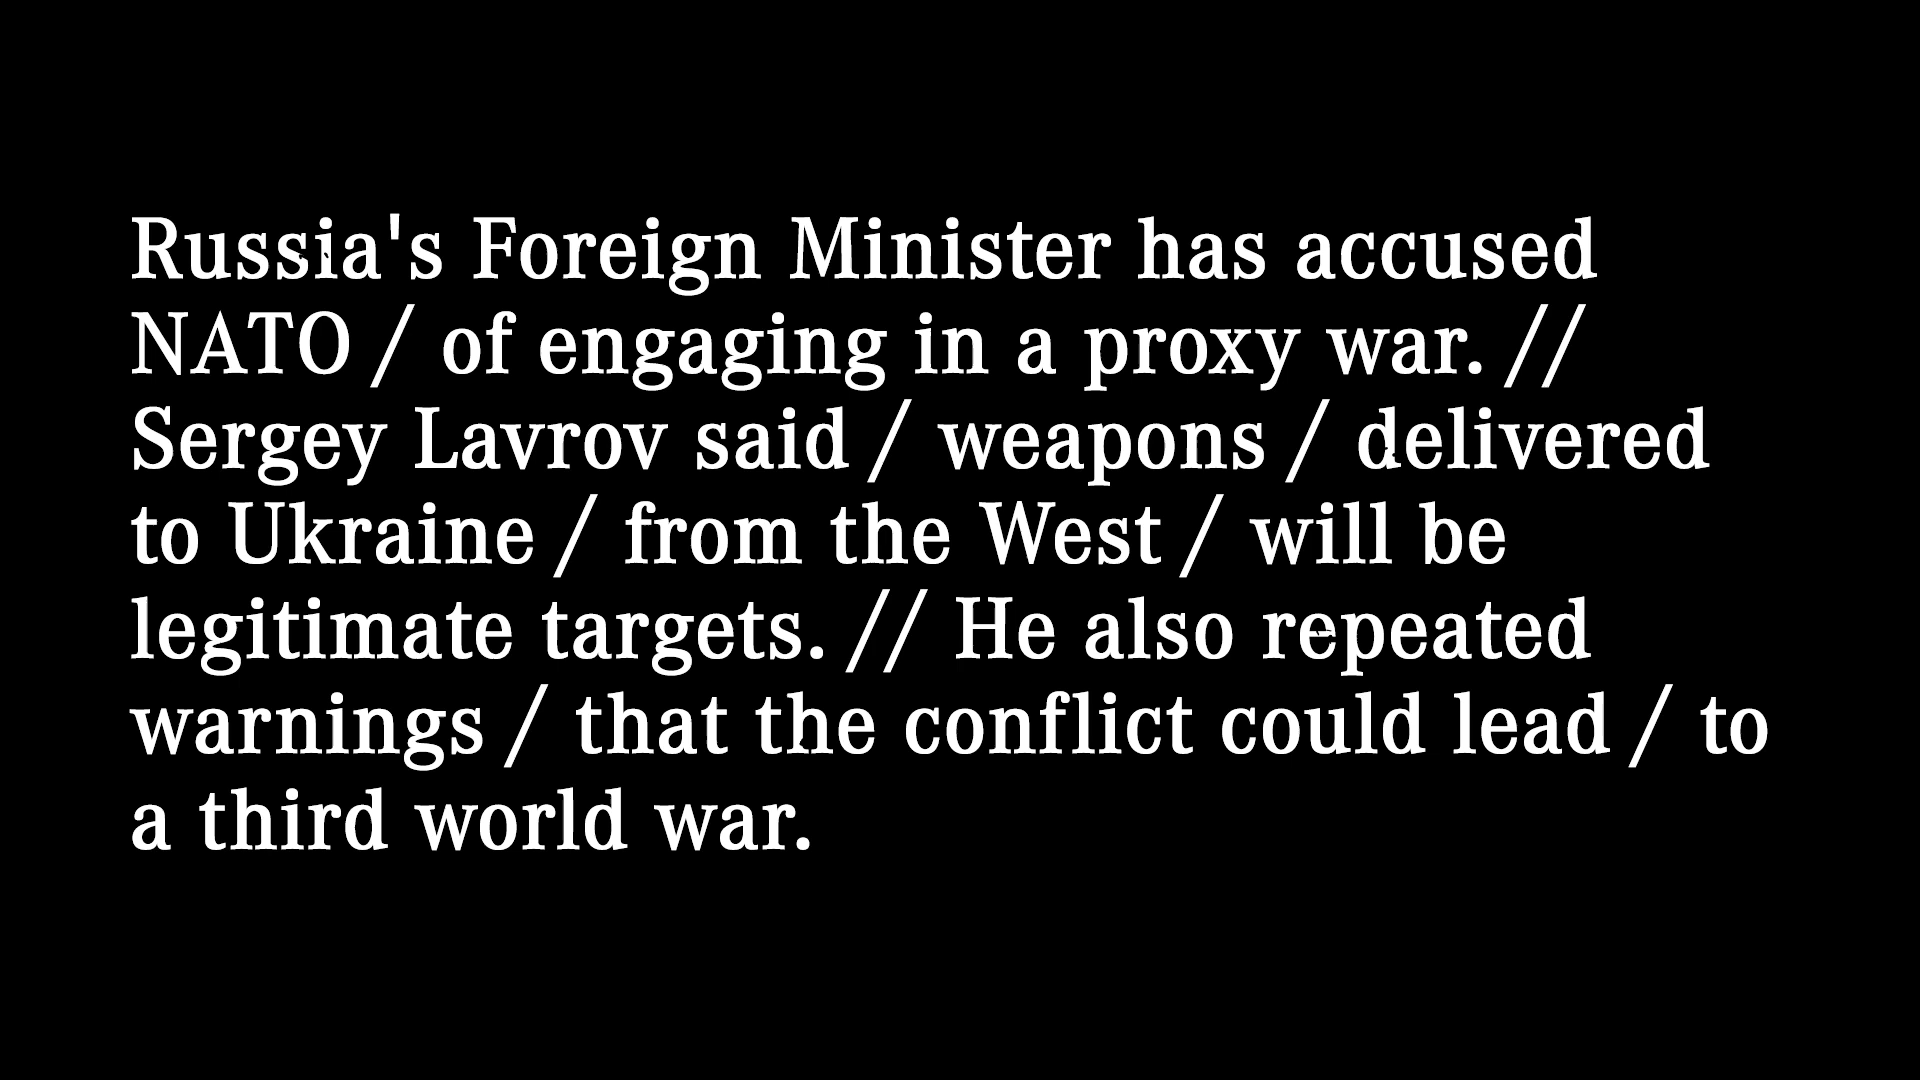 Russia's Foreign Minister has accused
NATO / of engaging in a proxy war. //
Sergey Lavrov said / weapons / delivered
to Ukraine / from the West / will be
legitimate targets. // He also repeated
warnings / that the conflict could lead / to
a third world war.